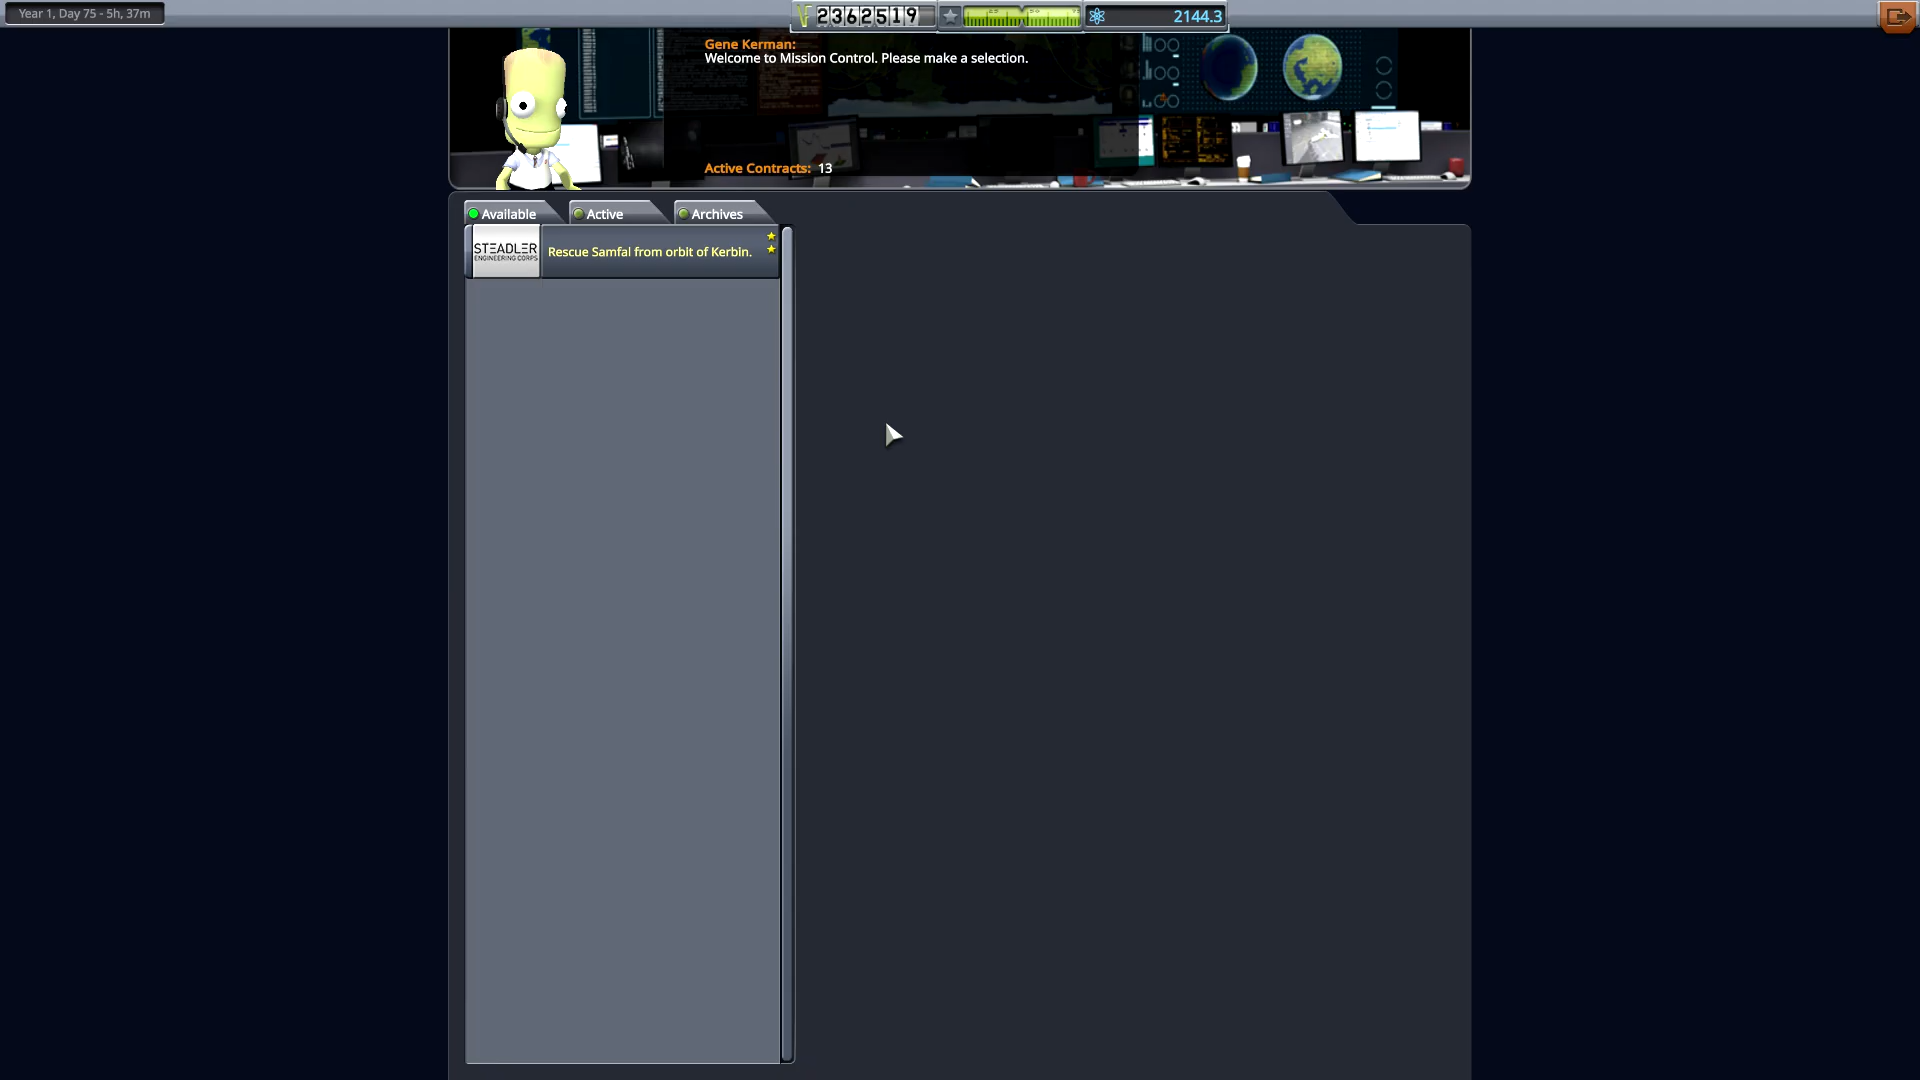 Year 1, Day 75 - 5h, 37m
2362519
2144.3
Gene Kerman:
Welcome to Mission Control. Please make a selection.
Active Contracts: 13
Available
Active
Archives
STEADLER
ENGINEERING CORPS
Rescue Samfal from orbit of Kerbin.